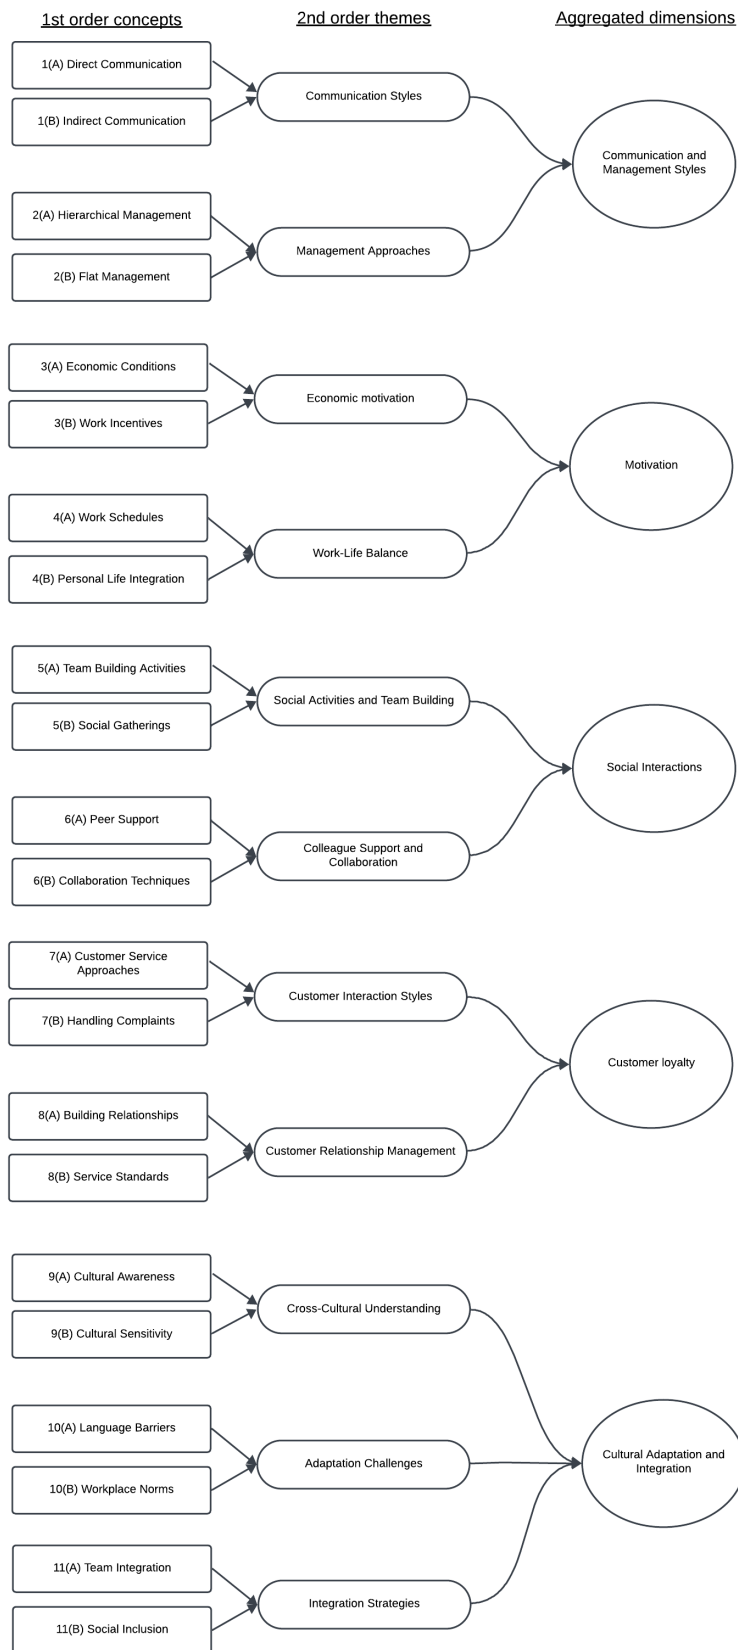 1st order concepts
2nd order themes
Aggregated dimensions
1(A) Direct Communication
1(B) Indirect Communication
Communication Styles
Communication and
Management Styles
2(A) Hierarchical Management
2(B) Flat Management
Management Approaches
3(A) Economic Conditions
3(B) Work Incentives
Economic motivation
Motivation
4(A) Work Schedules
4(B) Personal Life Integration
Work-Life Balance
5(A) Team Building Activities
5(B) Social Gatherings
Social Activities and Team Building
Social Interactions
6(A) Peer Support
6(B) Collaboration Techniques
Colleague Support and
Collaboration
7(A) Customer Service
Approaches
7(B) Handling Complaints
Customer Interaction Styles
Customer loyalty
8(A) Building Relationships
8(B) Service Standards
Customer Relationship Management
9(A) Cultural Awareness
9(B) Cultural Sensitivity
Cross-Cultural Understanding
10(A) Language Barriers
10(B) Workplace Norms
Adaptation Challenges
Cultural Adaptation and
Integration
11(A) Team Integration
11(B) Social Inclusion
Integration Strategies